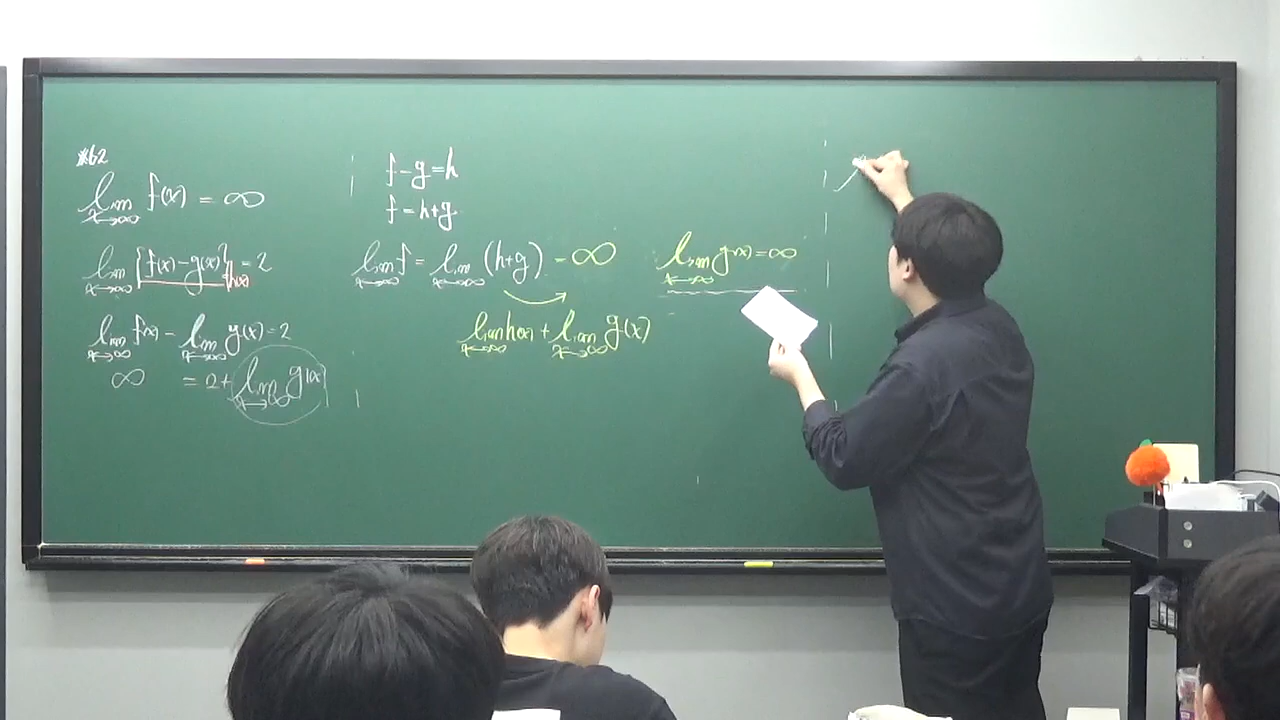 ※62
lim x→∞ f(x) = ∞
lim x→∞ {f(x) - g(x)} = 2
h(x)
lim x→∞ f(x) - lim x→∞ g(x) = 2
∞ = 2 + lim x→∞ g(x)
f - g = h
f = h + g
lim x→∞ f = lim x→∞ (h+g) = ∞
lim x→∞ h(x) + lim x→∞ g(x)
lim x→∞ g(x) = ∞